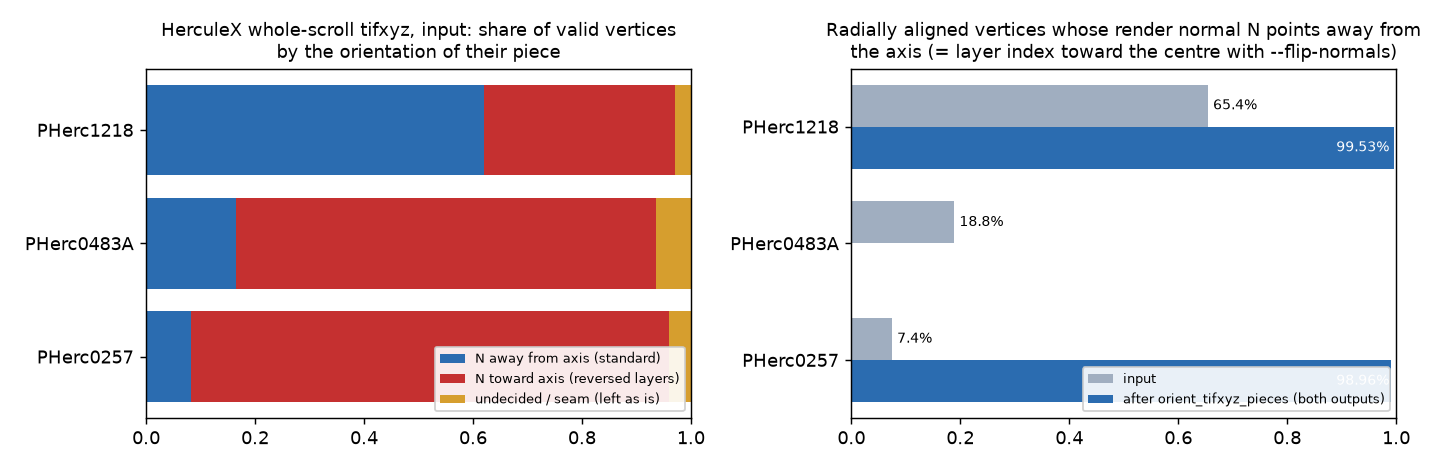 HerculeX whole-scroll tifxyz, input: share of valid vertices
by the orientation of their piece
PHerc1218
PHerc0483A
PHerc0257
N away from axis (standard)
N toward axis (reversed layers)
undecided / seam (left as is)
0.0 0.2 0.4 0.6 0.8 1.0
Radially aligned vertices whose render normal N points away from
the axis (= layer index toward the centre with --flip-normals)
PHerc1218
65.4%
99.53%
PHerc0483A
18.8%
PHerc0257
7.4%
98.96%
input
after orient_tifxyz_pieces (both outputs)
0.0 0.2 0.4 0.6 0.8 1.0